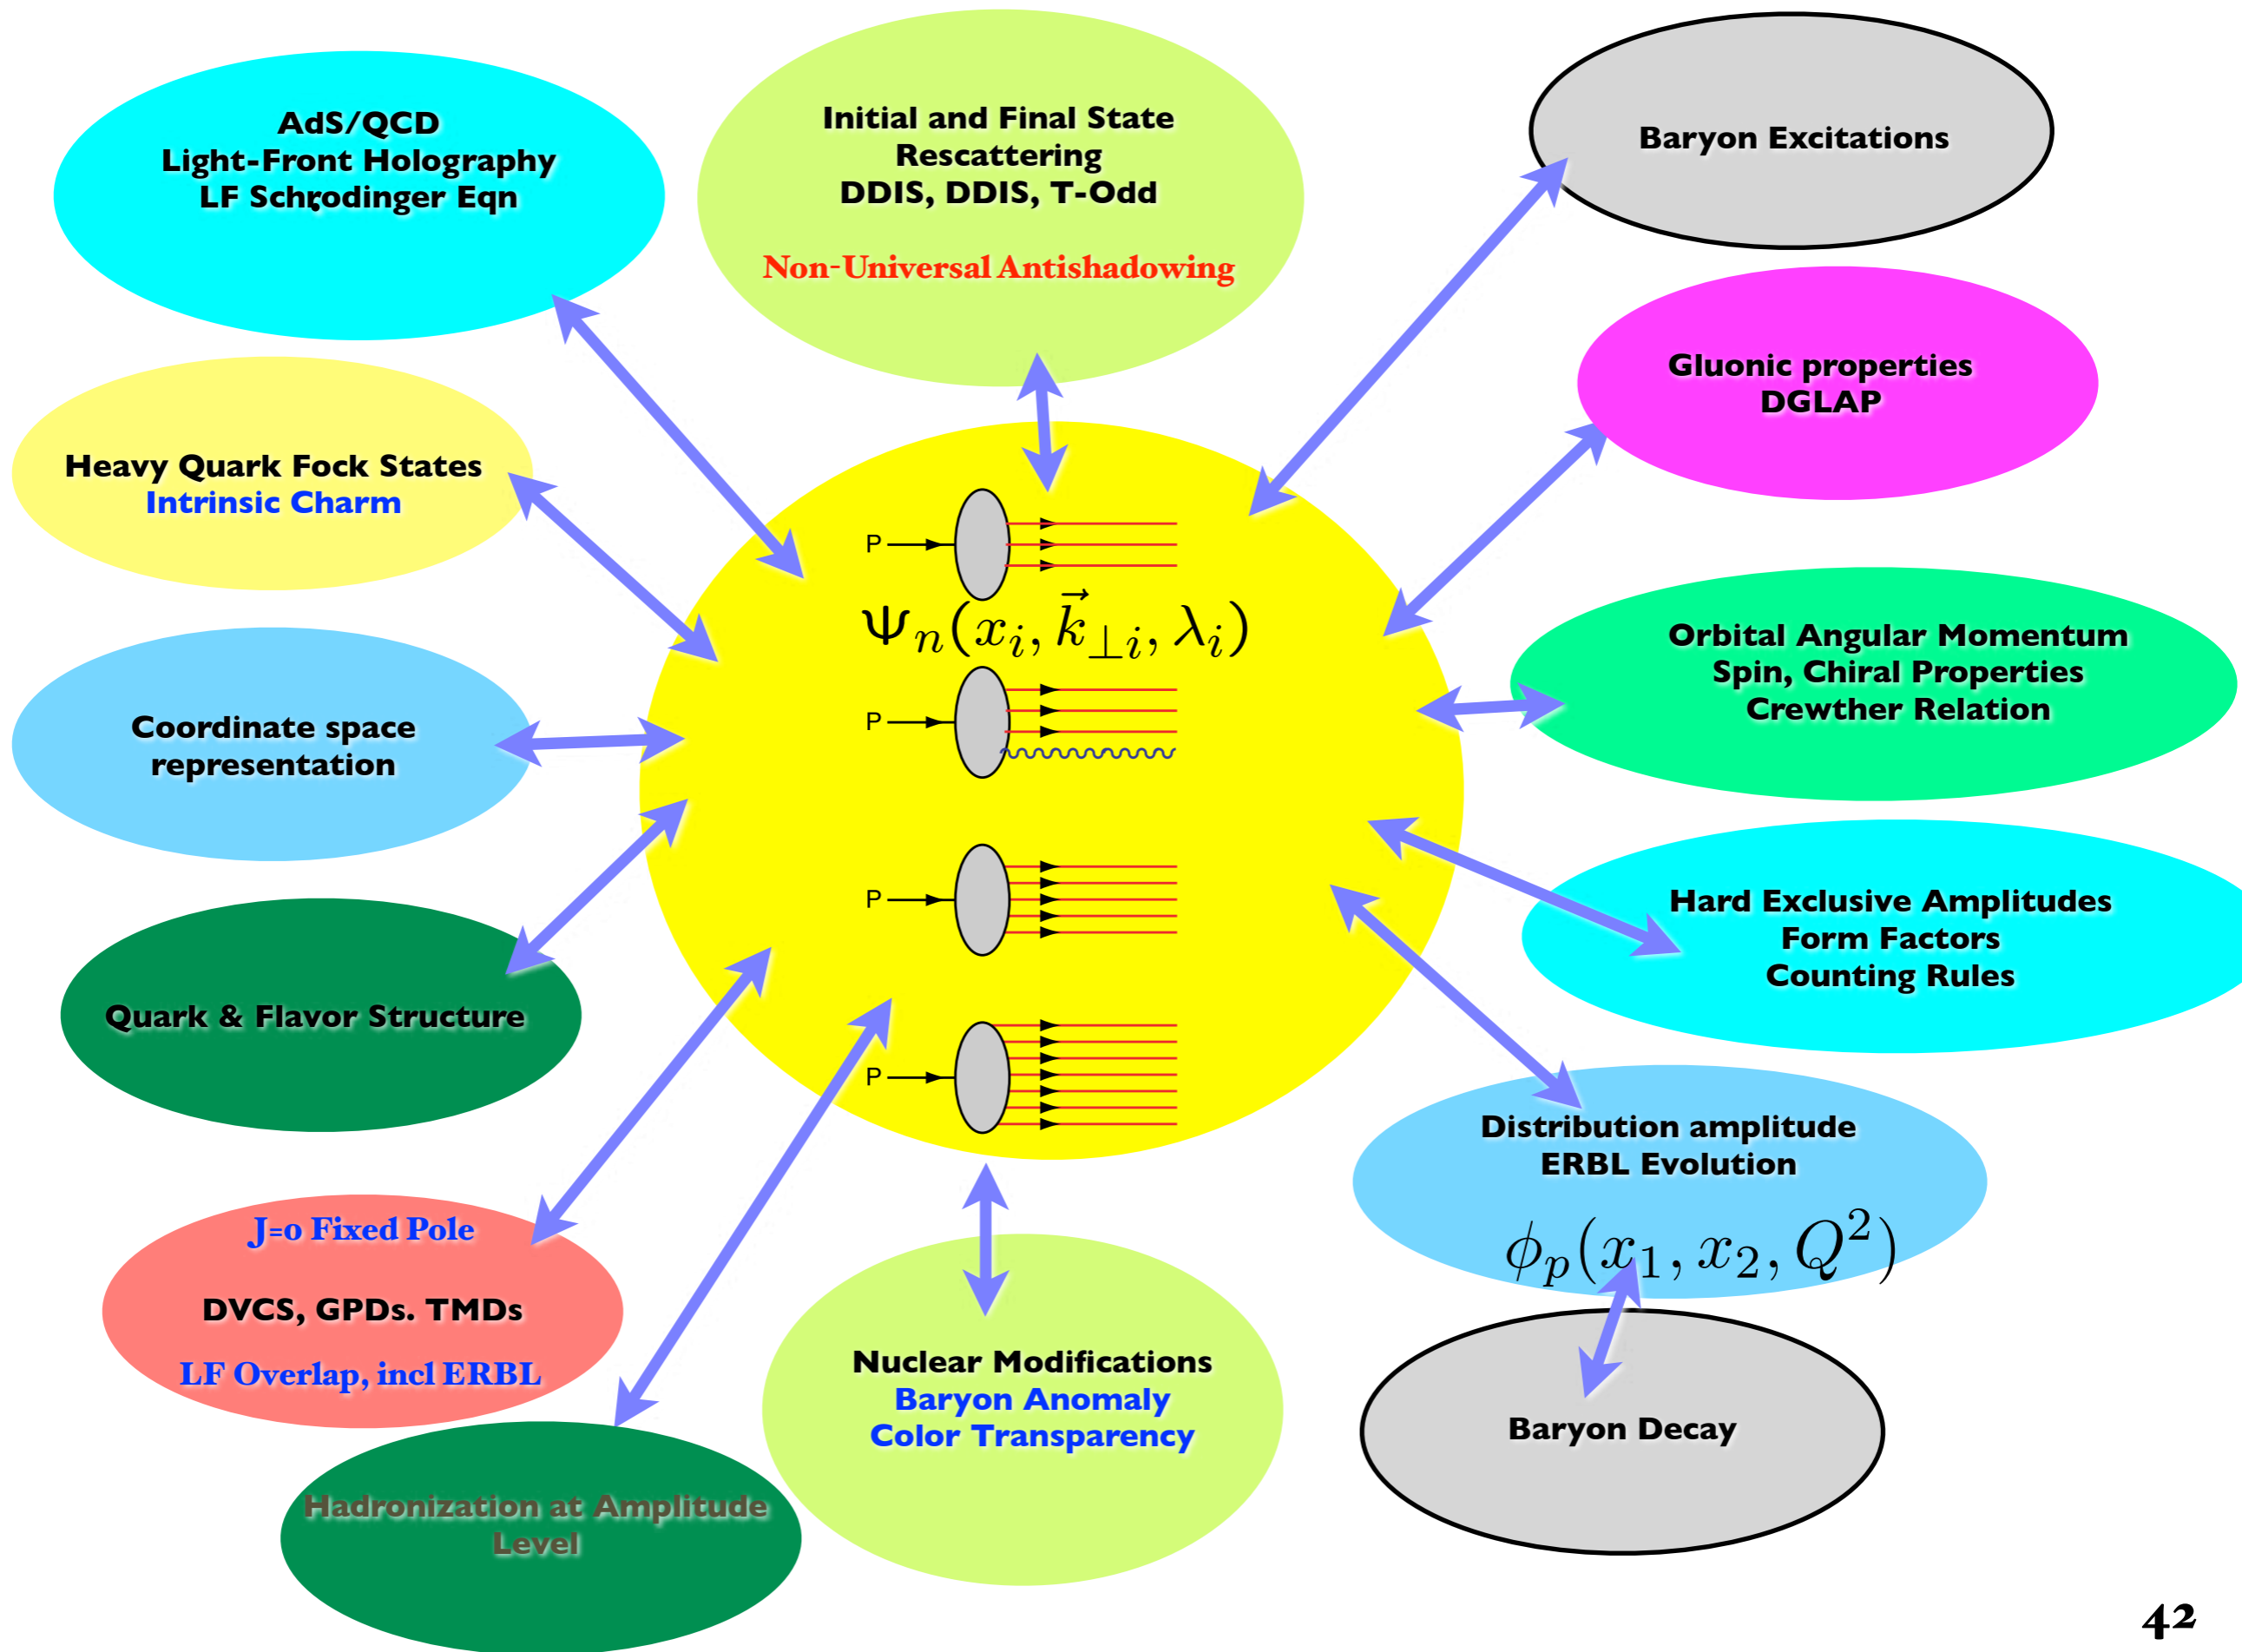 AdS/QCD
Light-Front Holography
LF Schrodinger Eqn
Initial and Final State
Rescattering
DDIS, DDIS, T-Odd
Non-Universal Antishadowing
Baryon Excitations
Gluonic properties
DGLAP
Heavy Quark Fock States
Intrinsic Charm
P
Ψₙ(xᵢ, k⃗⊥ᵢ, λᵢ)
P
P
P
Orbital Angular Momentum
Spin, Chiral Properties
Crewther Relation
Coordinate space
representation
Hard Exclusive Amplitudes
Form Factors
Counting Rules
Quark & Flavor Structure
Distribution amplitude
ERBL Evolution
ϕₚ(x₁, x₂, Q²)
J=0 Fixed Pole
DVCS, GPDs. TMDs
LF Overlap, incl ERBL
Nuclear Modifications
Baryon Anomaly
Color Transparency
Baryon Decay
Hadronization at Amplitude
Level
42